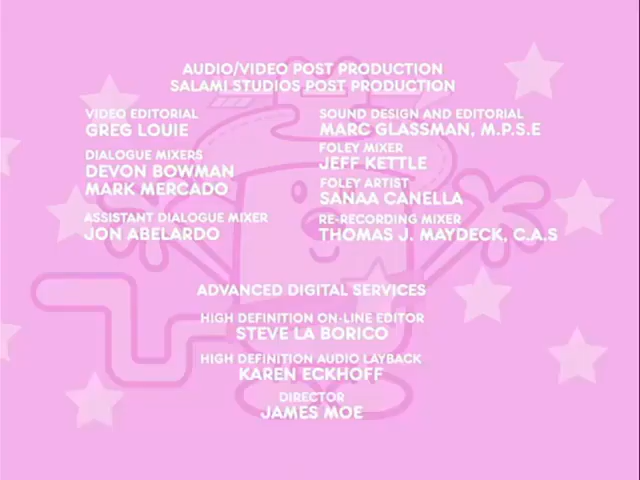 AUDIO/VIDEO POST PRODUCTION
SALAMI STUDIOS POST PRODUCTION
VIDEO EDITORIAL
GREG LOUIE
DIALOGUE MIXERS
DEVON BOWMAN
MARK MERCADO
ASSISTANT DIALOGUE MIXER
JON ABELARDO
SOUND DESIGN AND EDITORIAL
MARC GLASSMAN, M.P.S.E
FOLEY MIXER
JEFF KETTLE
FOLEY ARTIST
SANAA CANELLA
RE-RECORDING MIXER
THOMAS J. MAYDECK, C.A.S
ADVANCED DIGITAL SERVICES
HIGH DEFINITION ON-LINE EDITOR
STEVE LA BORICO
HIGH DEFINITION AUDIO LAYBACK
KAREN ECKHOFF
DIRECTOR
JAMES MOE